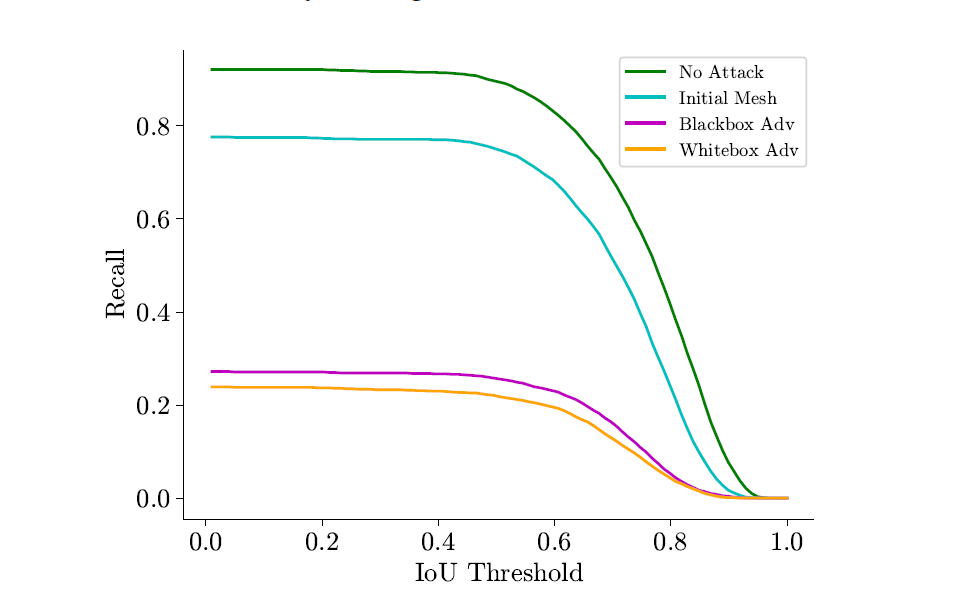 No Attack
Initial Mesh
Blackbox Adv
Whitebox Adv
0.8
0.6
0.4
0.2
0.0
Recall
0.0 0.2 0.4 0.6 0.8 1.0
IoU Threshold